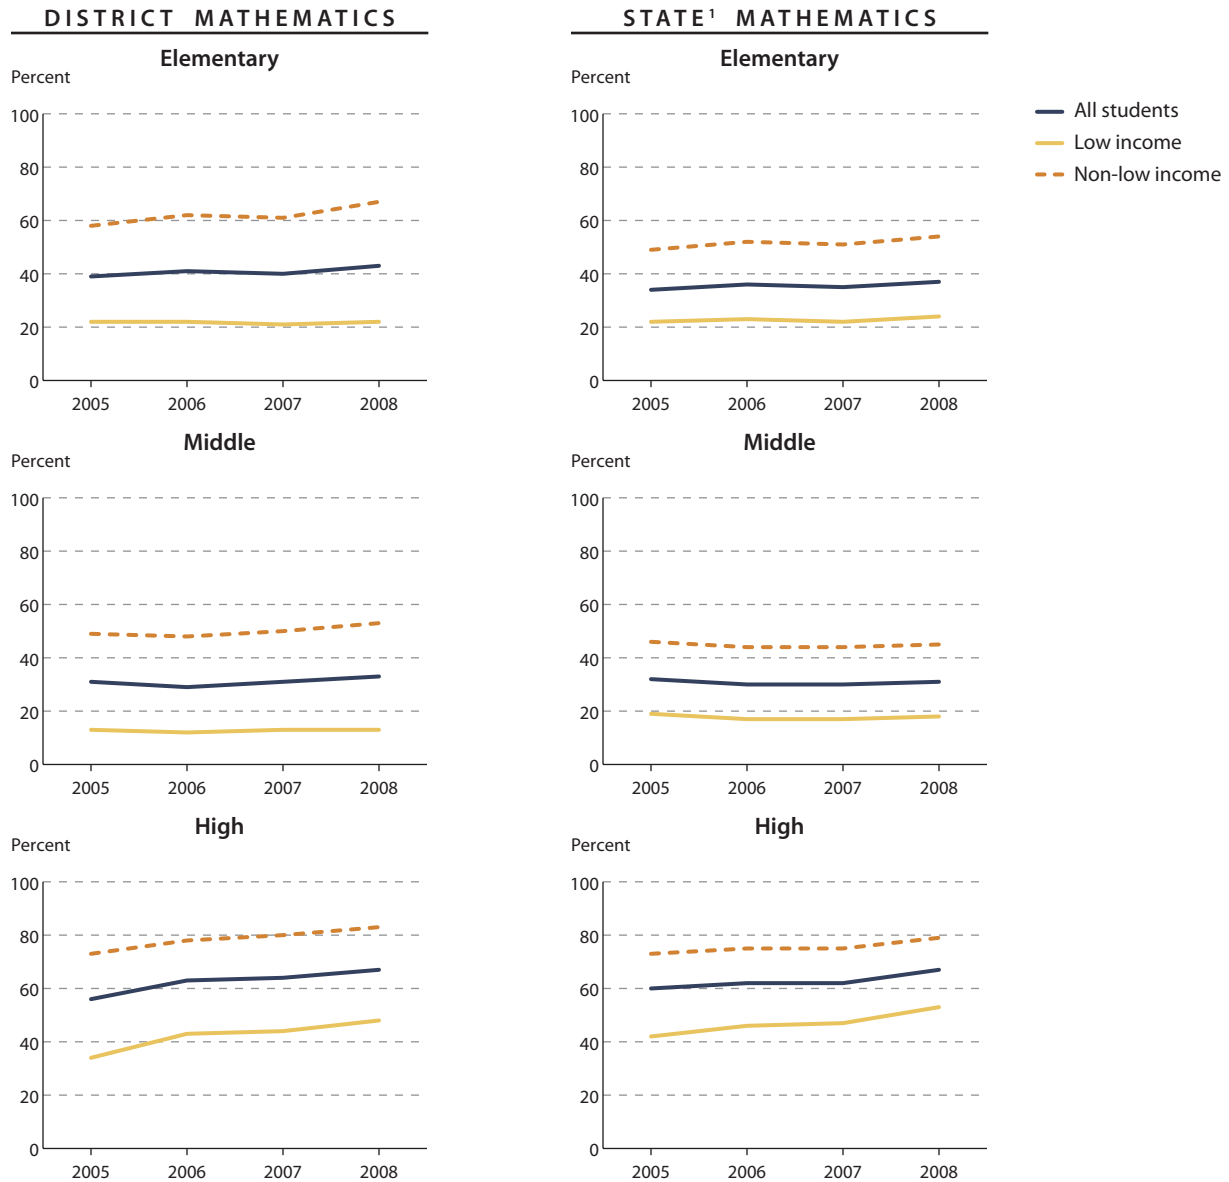 DISTRICT MATHEMATICS
STATE¹ MATHEMATICS
Elementary
Percent
100
80
60
40
20
0
2005 2006 2007 2008
Elementary
Percent
100
80
60
40
20
0
2005 2006 2007 2008
All students
Low income
Non-low income
Middle
Percent
100
80
60
40
20
0
2005 2006 2007 2008
Middle
Percent
100
80
60
40
20
0
2005 2006 2007 2008
High
Percent
100
80
60
40
20
0
2005 2006 2007 2008
High
Percent
100
80
60
40
20
0
2005 2006 2007 2008